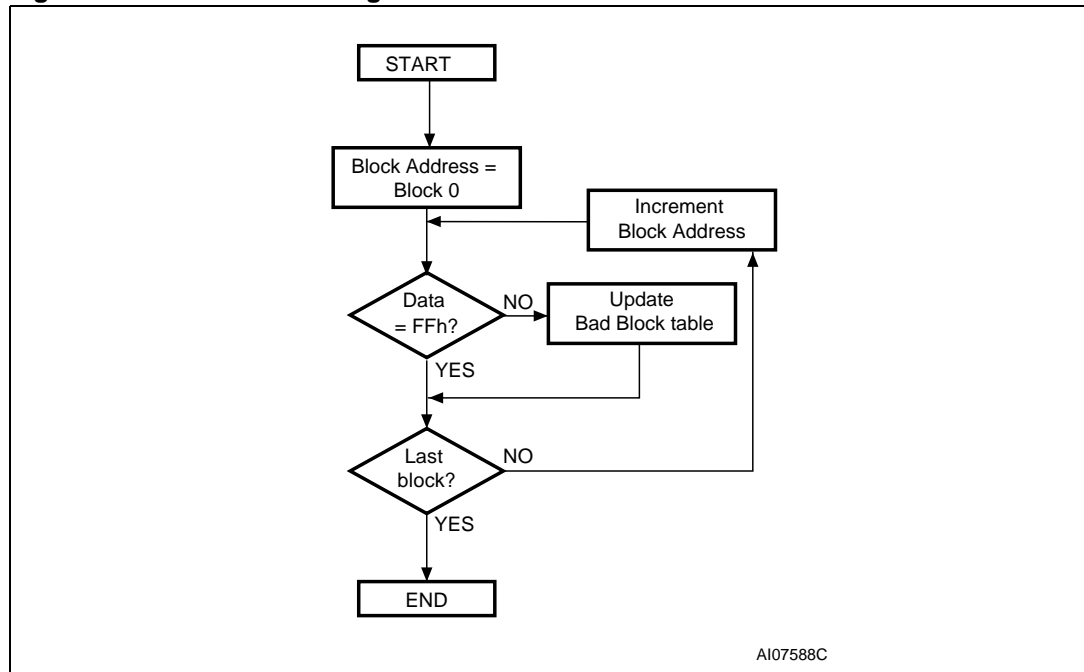 START
Block Address =
Block 0
Increment
Block Address
Data
= FFh?
NO
Update
Bad Block table
YES
Last
block?
NO
YES
END
AI07588C